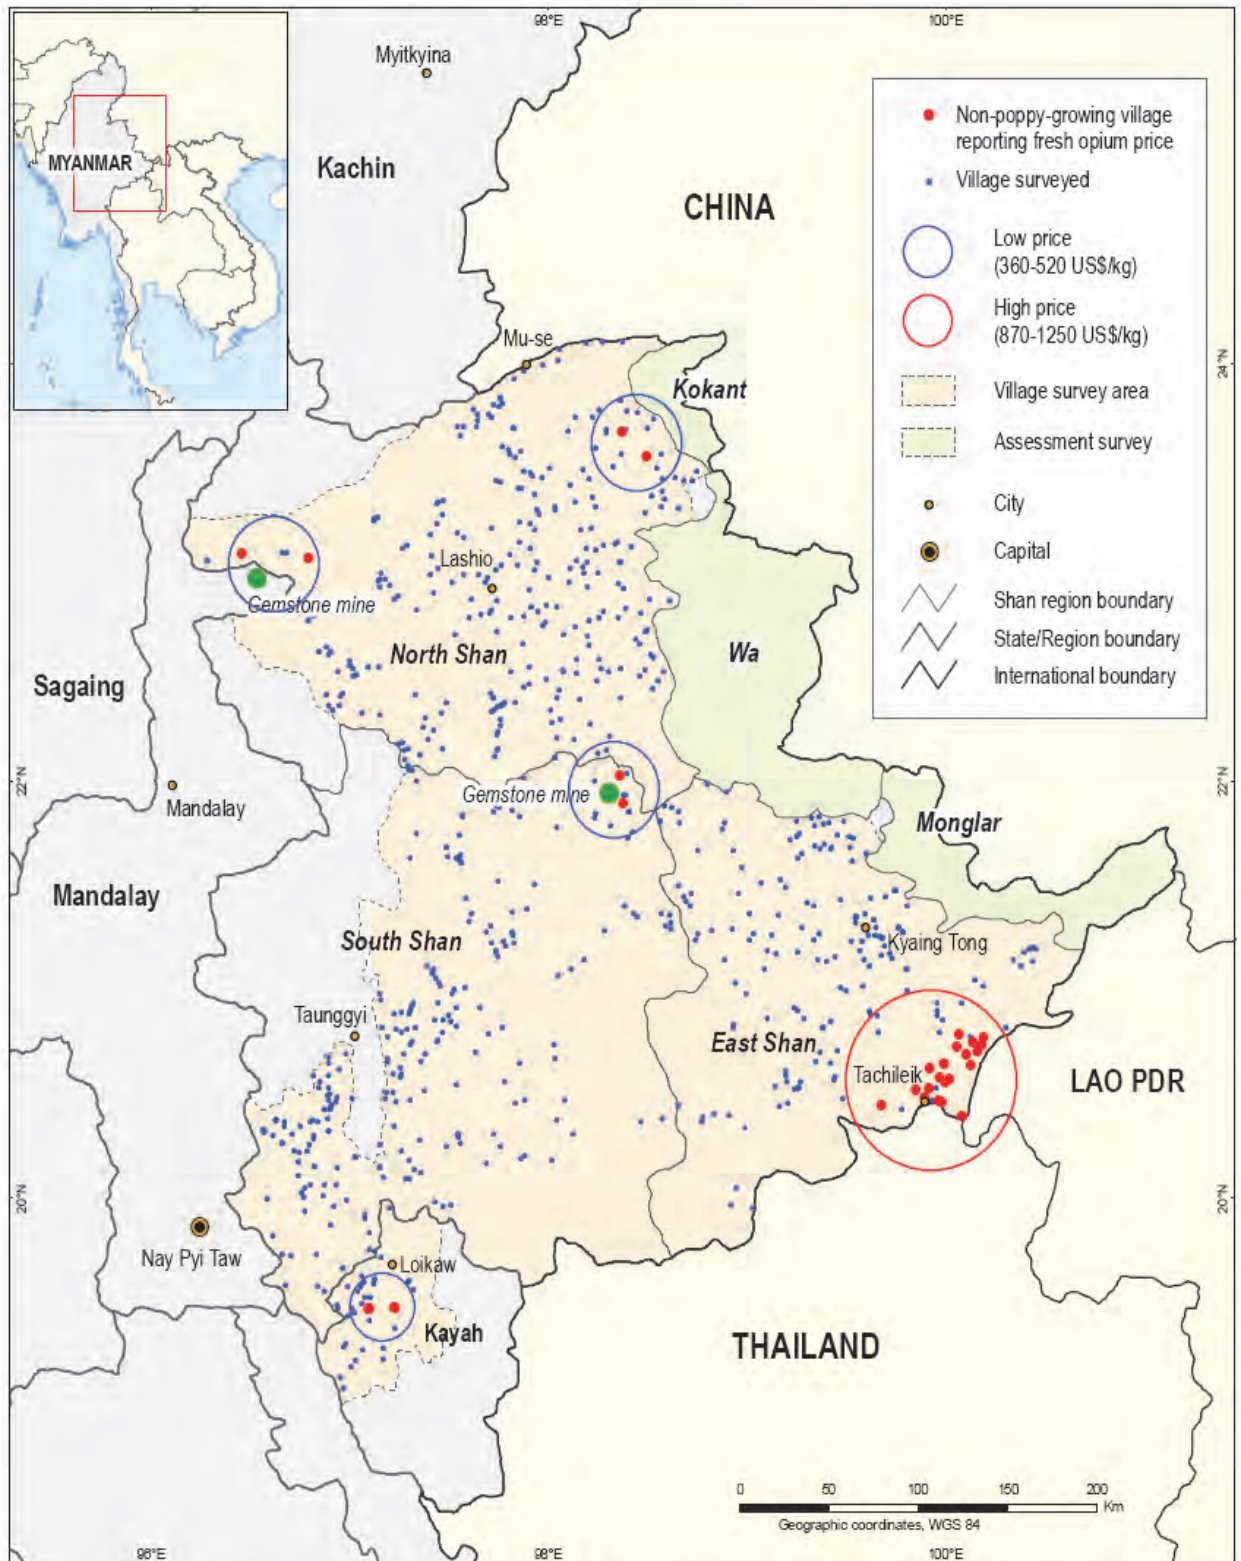 98°E
100°E
Myitkyina
MYANMAR
Kachin
CHINA
Non-poppy-growing village
reporting fresh opium price
Village surveyed
Low price
(360-520 US$/kg)
High price
(870-1250 US$/kg)
Village survey area
Assessment survey
City
Capital
Shan region boundary
State/Region boundary
International boundary
Mu-se
24°N
24°N
Kokant
Lashio
Gemstone mine
North Shan
Wa
Sagaing
22°N
22°N
Gemstone mine
Mandalay
Monglar
Mandalay
South Shan
Kyaing Tong
Taunggyi
East Shan
Tachileik
LAO PDR
20°N
20°N
Nay Pyi Taw
Loikaw
Kayah
THAILAND
0 50 100 150 200
Km
Geographic coordinates, WGS 84
96°E
98°E
100°E